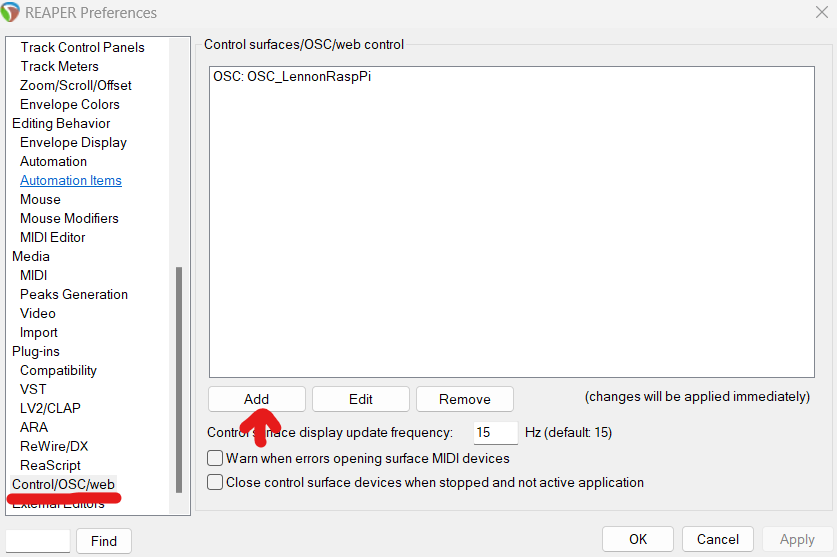 REAPER Preferences
Track Control Panels
Track Meters
Zoom/Scroll/Offset
Envelope Colors
Editing Behavior
Envelope Display
Automation
Automation Items
Mouse
Mouse Modifiers
MIDI Editor
Media
MIDI
Peaks Generation
Video
Import
Plug-ins
Compatibility
VST
LV2/CLAP
ARA
ReWire/DX
ReaScript
Control/OSC/web
External Editors
Find
Control surfaces/OSC/web control
OSC: OSC_LennonRaspPi
Add
Edit
Remove
(changes will be applied immediately)
Control surface display update frequency:
15
Hz (default: 15)
Warn when errors opening surface MIDI devices
Close control surface devices when stopped and not active application
OK
Cancel
Apply